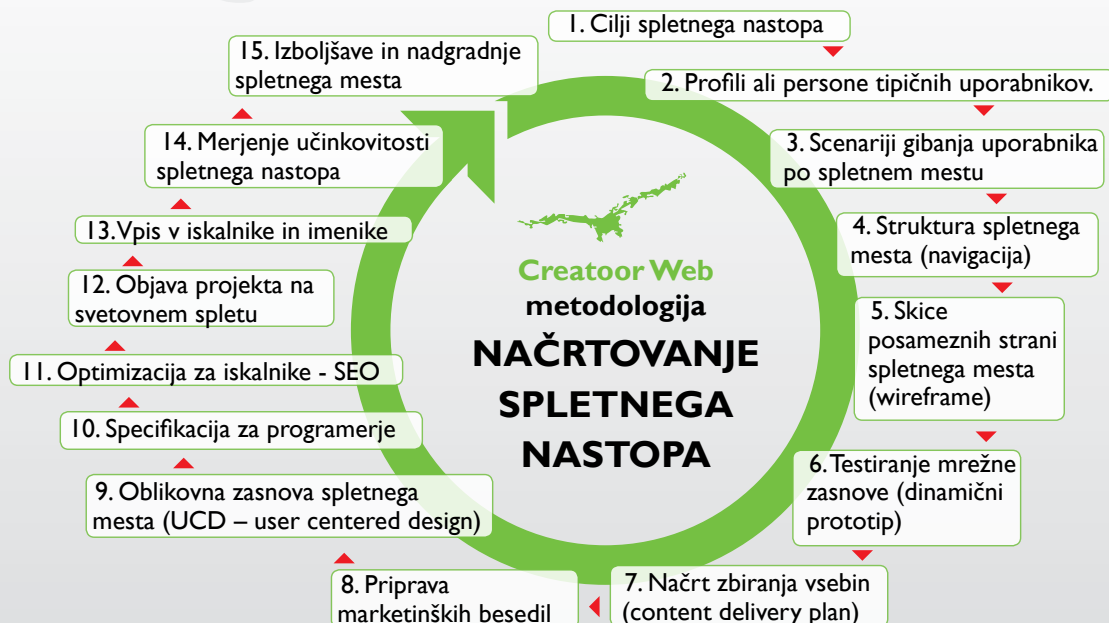 1. Cilji spletnega nastopa
2. Profili ali persone tipičnih uporabnikov.
3. Scenariji gibanja uporabnika
po spletnem mestu
4. Struktura spletnega
mesta (navigacija)
5. Skice
posameznih strani
spletnega mesta
(wireframe)
6. Testiranje mrežne
zasnove (dinamični
prototip)
7. Načrt zbiranja vsebin
(content delivery plan)
8. Priprava
marketinških besedil
9. Oblikovna zasnova spletnega
mesta (UCD – user centered design)
10. Specifikacija za programerje
11. Optimizacija za iskalnike - SEO
12. Objava projekta na
svetovnem spletu
13. Vpis v iskalnike in imenike
14. Merjenje učinkovitosti
spletnega nastopa
15. Izboljšave in nadgradnje
spletnega mesta
Creatoor Web
metodologija
NAČRTOVANJE
SPLETNEGA
NASTOPA